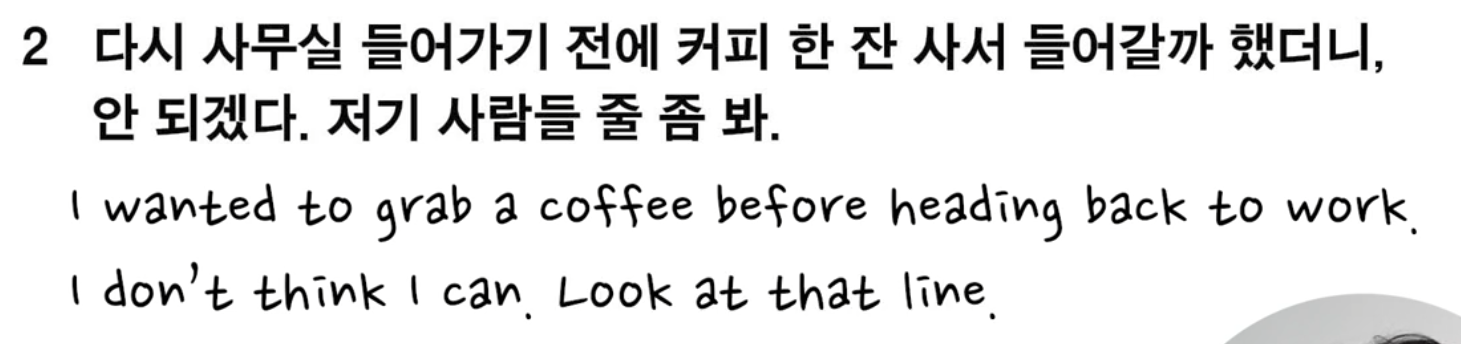 2 다시 사무실 들어가기 전에 커피 한 잔 사서 들어갈까 했더니,
안 되겠다. 저기 사람들 줄 좀 봐.
I wanted to grab a coffee before heading back to work.
I don't think I can. Look at that line.